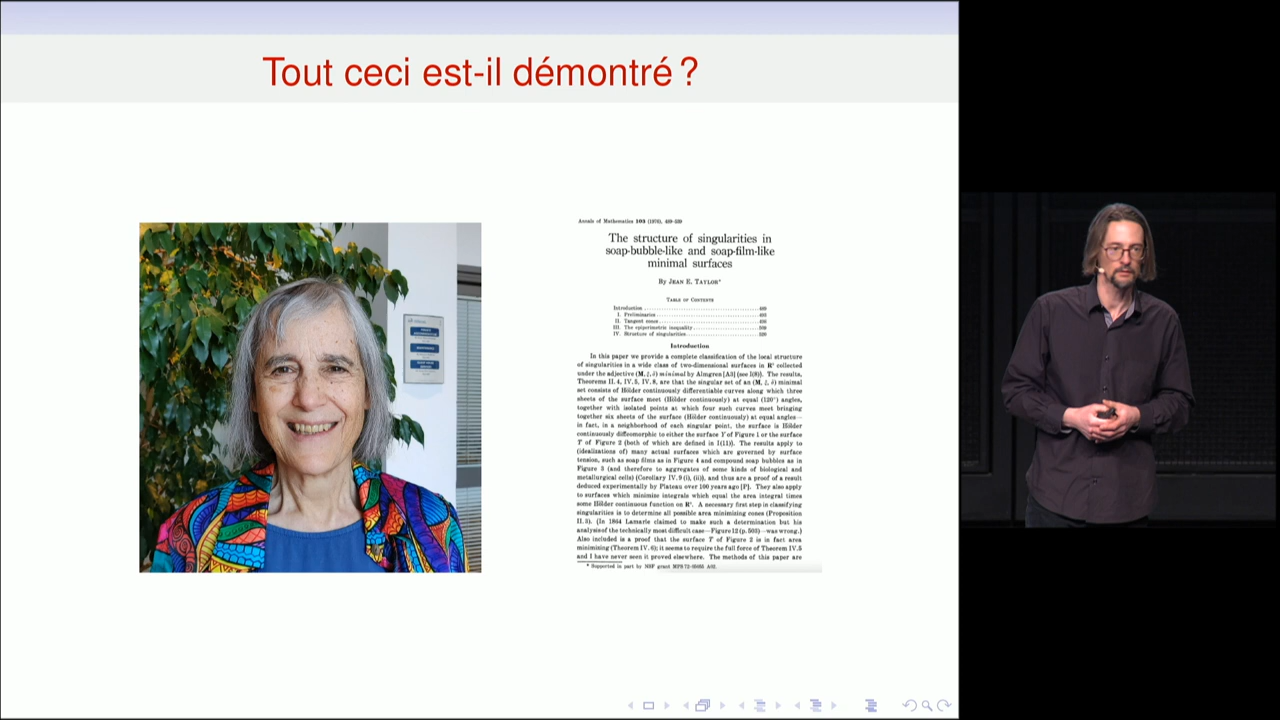 Tout ceci est-il démontré ?
Annals of Mathematics 103 (1976), 489-539
The structure of singularities in
soap-bubble-like and soap-film-like
minimal surfaces
By JEAN E. TAYLOR*
TABLE OF CONTENTS
Introduction
I. Preliminaries
II. Tangent cones
III. The epiperimetric inequality
IV. Structure of singularities
Introduction
In this paper we provide a complete classification of the local structure
of singularities in a wide class of two-dimensional surfaces in R³ collected
under the adjective (M, ξ, δ) minimal by Almgren [A3] (see I(8)). The results,
Theorems II.4, IV.5, IV.8, are that the singular set of an (M, ξ, δ) minimal
set consists of Hölder continuously differentiable curves along which three
sheets of the surface meet (Hölder continuously) at equal (120°) angles,
together with isolated points at which four such curves meet bringing
together six sheets of the surface (Hölder continuously) at equal angles—
in fact, in a neighborhood of each singular point, the surface is Hölder
continuously diffeomorphic to either the surface Y of Figure 1 or the surface
T of Figure 2 (both of which are defined in I(11)). The results apply to
(idealizations of) many actual surfaces which are governed by surface
tension, such as soap films as in Figure 4 and compound soap bubbles as in
Figure 3 (and therefore to aggregates of some kinds of biological and
metallurgical cells) (Corollary IV.9 (i), (ii)), and thus are a proof of a result
deduced experimentally by Plateau over 100 years ago [P]. They also apply
to surfaces which minimize integrals which equal the area integral times
some Hölder continuous function on R³. A necessary first step in classifying
singularities is to determine all possible area minimizing cones (Proposition
II.3). (In 1864 Lamarle claimed to make such a determination but his
analysis of the technically most difficult case—Figure 12 (p. 503)—was wrong.)
Also included is a proof that the surface T of Figure 2 is in fact area
minimizing (Theorem IV.6); it seems to require the full force of Theorem IV.5
and I have never seen it proved elsewhere. The methods of this paper are
* Supported in part by NSF grant